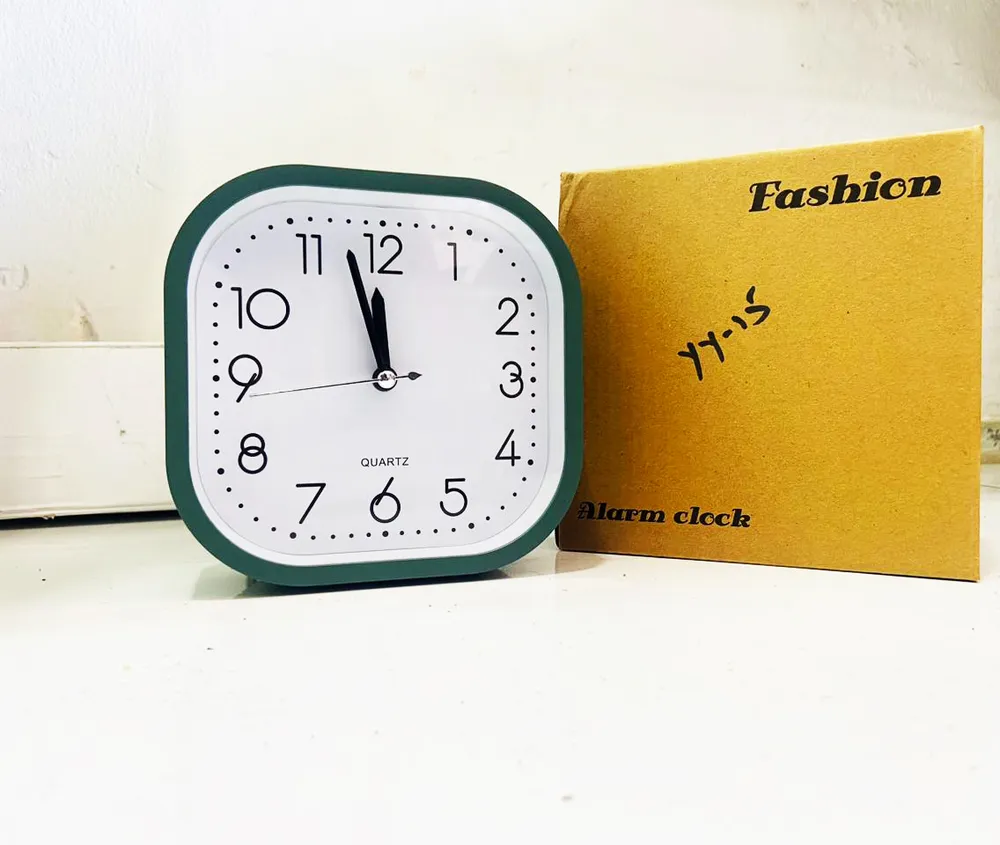 11 12 1
10 2
9 3
8 4
QUARTZ
7 6 5
Fashion
YY-15
Alarm clock